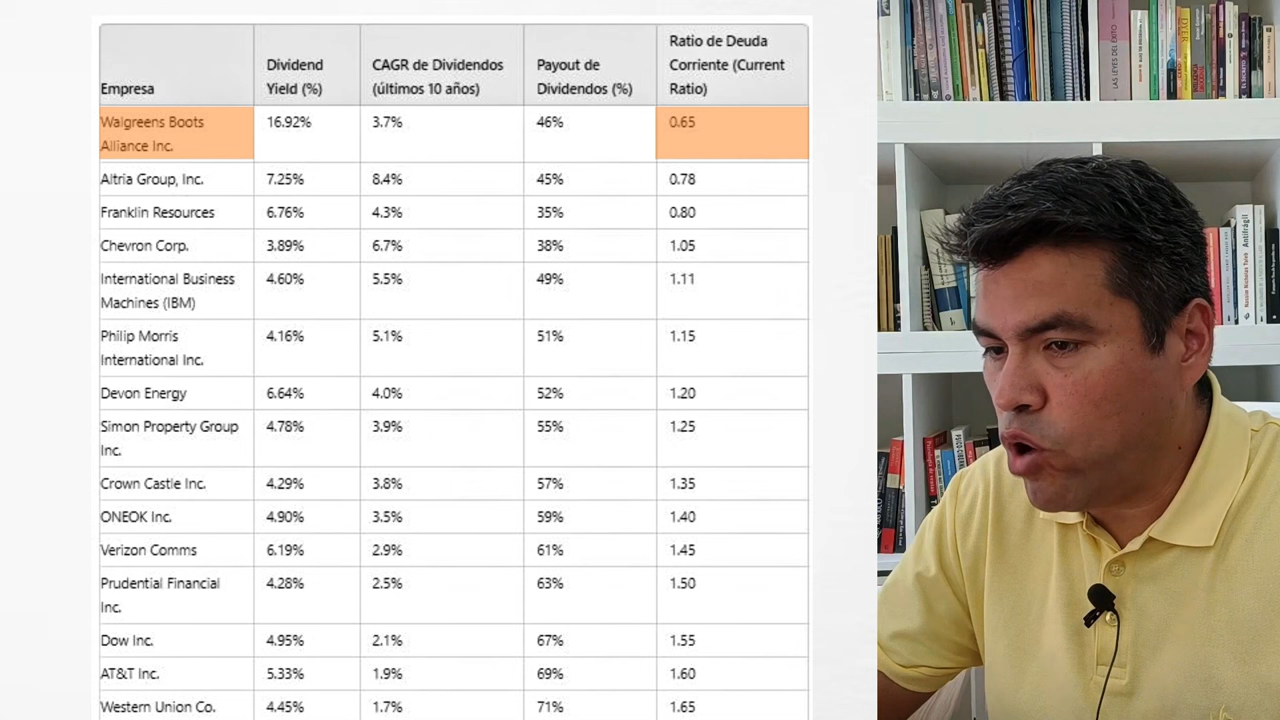 Empresa
Dividend
Yield (%)
CAGR de Dividendos
(últimos 10 años)
Payout de
Dividendos (%)
Ratio de Deuda
Corriente (Current
Ratio)
Walgreens Boots
Alliance Inc.
16.92%
3.7%
46%
0.65
Altria Group, Inc.
7.25%
8.4%
45%
0.78
Franklin Resources
6.76%
4.3%
35%
0.80
Chevron Corp.
3.89%
6.7%
38%
1.05
International Business
Machines (IBM)
4.60%
5.5%
49%
1.11
Philip Morris
International Inc.
4.16%
5.1%
51%
1.15
Devon Energy
6.64%
4.0%
52%
1.20
Simon Property Group
Inc.
4.78%
3.9%
55%
1.25
Crown Castle Inc.
4.29%
3.8%
57%
1.35
ONEOK Inc.
4.90%
3.5%
59%
1.40
Verizon Comms
6.19%
2.9%
61%
1.45
Prudential Financial
Inc.
4.28%
2.5%
63%
1.50
Dow Inc.
4.95%
2.1%
67%
1.55
AT&T Inc.
5.33%
1.9%
69%
1.60
Western Union Co.
4.45%
1.7%
71%
1.65
LAS LEYES DEL ÉXITO
DYER
EL SECRETO
Antifrágil